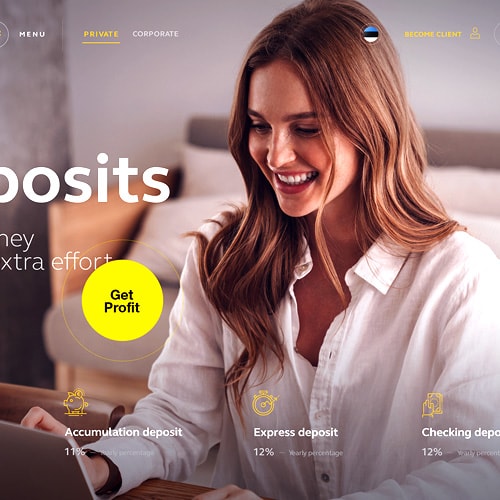 MENU
PRIVATE
CORPORATE
BECOME CLIENT
posits
ney
xtra effort
Get
Profit
Accumulation deposit
11% — Yearly percentage
Express deposit
12% — Yearly percentage
Checking depo
12% — Yearly percent